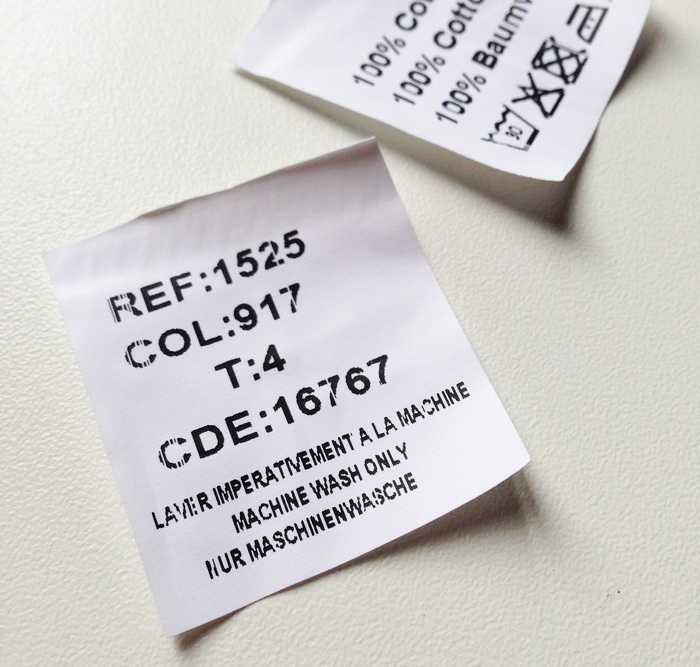 100%
100% Cotto
100% Baumw
30
REF:1525
COL:917
T:4
CDE:16767
LAVER IMPERATIVEMENT A LA MACHINE
MACHINE WASH ONLY
NUR MASCHINENWASCHE